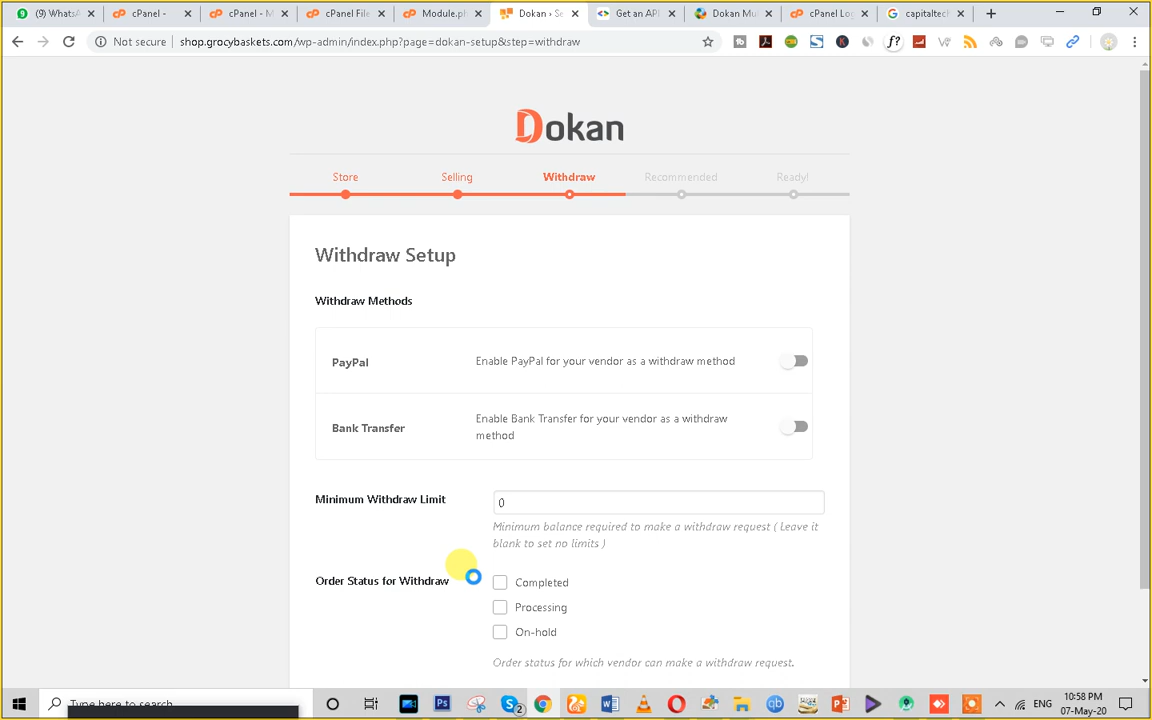 9 (9) WhatsA
cPanel -
cPanel - M
cPanel File
Module.ph
Dokan › Se
Get an API
Dokan Mu
cPanel Log
capitaltech
Not secure shop.grocybaskets.com/wp-admin/index.php?page=dokan-setup&step=withdraw
Dokan
Store Selling Withdraw Recommended Ready!
Withdraw Setup
Withdraw Methods
PayPal Enable PayPal for your vendor as a withdraw method
Bank Transfer Enable Bank Transfer for your vendor as a withdraw
method
Minimum Withdraw Limit 0
Minimum balance required to make a withdraw request ( Leave it
blank to set no limits )
Order Status for Withdraw Completed
Processing
On-hold
Order status for which vendor can make a withdraw request.
Type here to search
ENG
10:58 PM
07-May-20